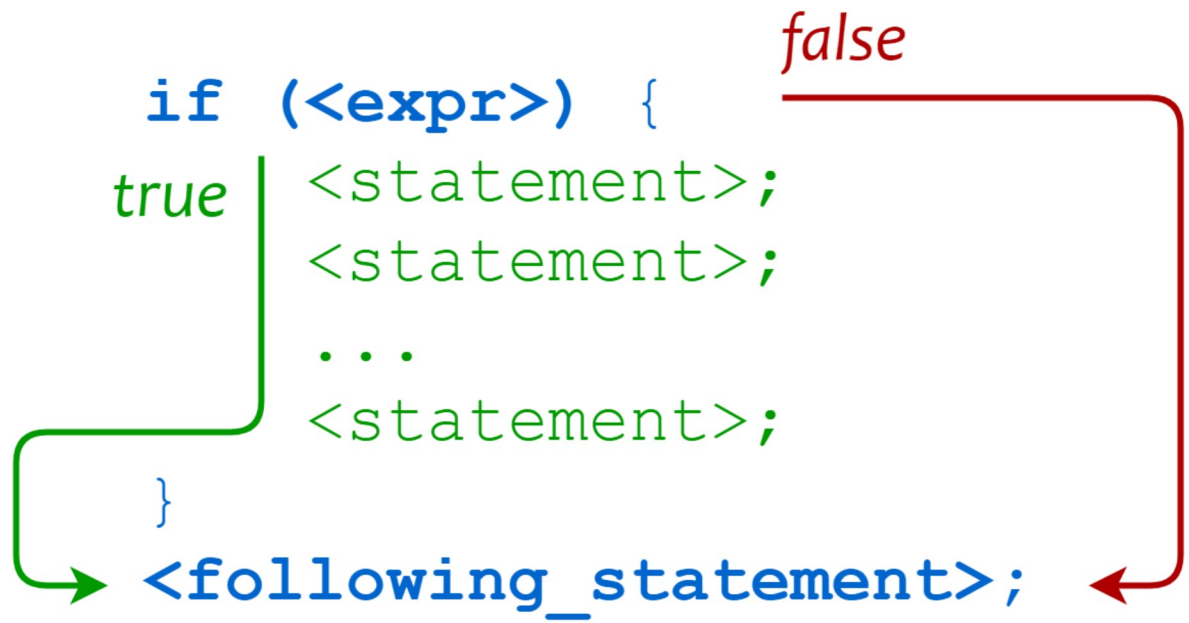 false
if (<expr>) {
true
<statement>;
<statement>;
...
<statement>;
}
<following_statement>;